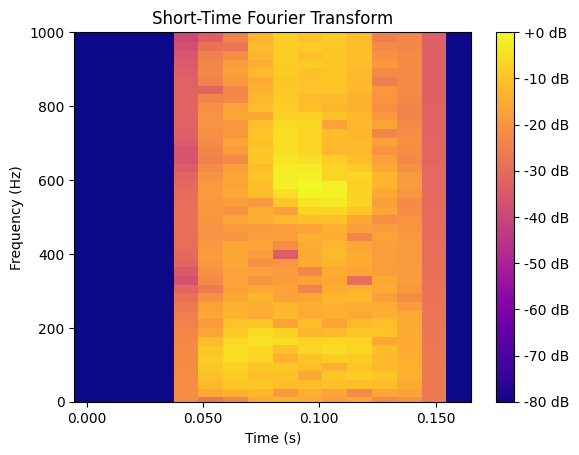 Short-Time Fourier Transform
1000
800
600
400
200
0
Frequency (Hz)
0.000
0.050
0.100
0.150
Time (s)
+0 dB
-10 dB
-20 dB
-30 dB
-40 dB
-50 dB
-60 dB
-70 dB
-80 dB